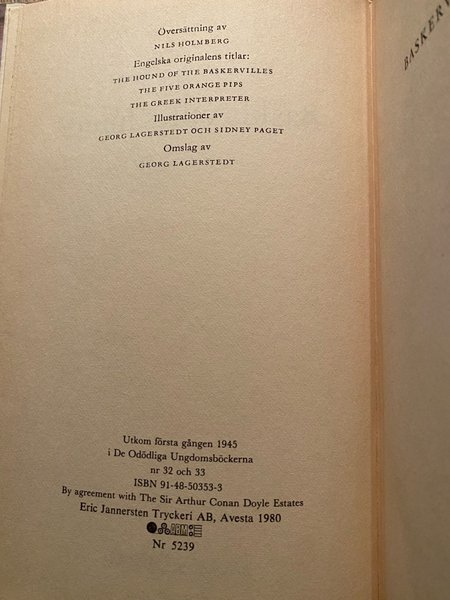 Översättning av
NILS HOLMBERG
Engelska originalens titlar:
THE HOUND OF THE BASKERVILLES
THE FIVE ORANGE PIPS
THE GREEK INTERPRETER
Illustrationer av
GEORG LAGERSTEDT OCH SIDNEY PAGET
Omslag av
GEORG LAGERSTEDT
Utkom första gången 1945
i De Odödliga Ungdomsböckerna
nr 32 och 33
ISBN 91-48-50353-3
By agreement with The Sir Arthur Conan Doyle Estates
Eric Jannersten Tryckeri AB, Avesta 1980
Nr 5239